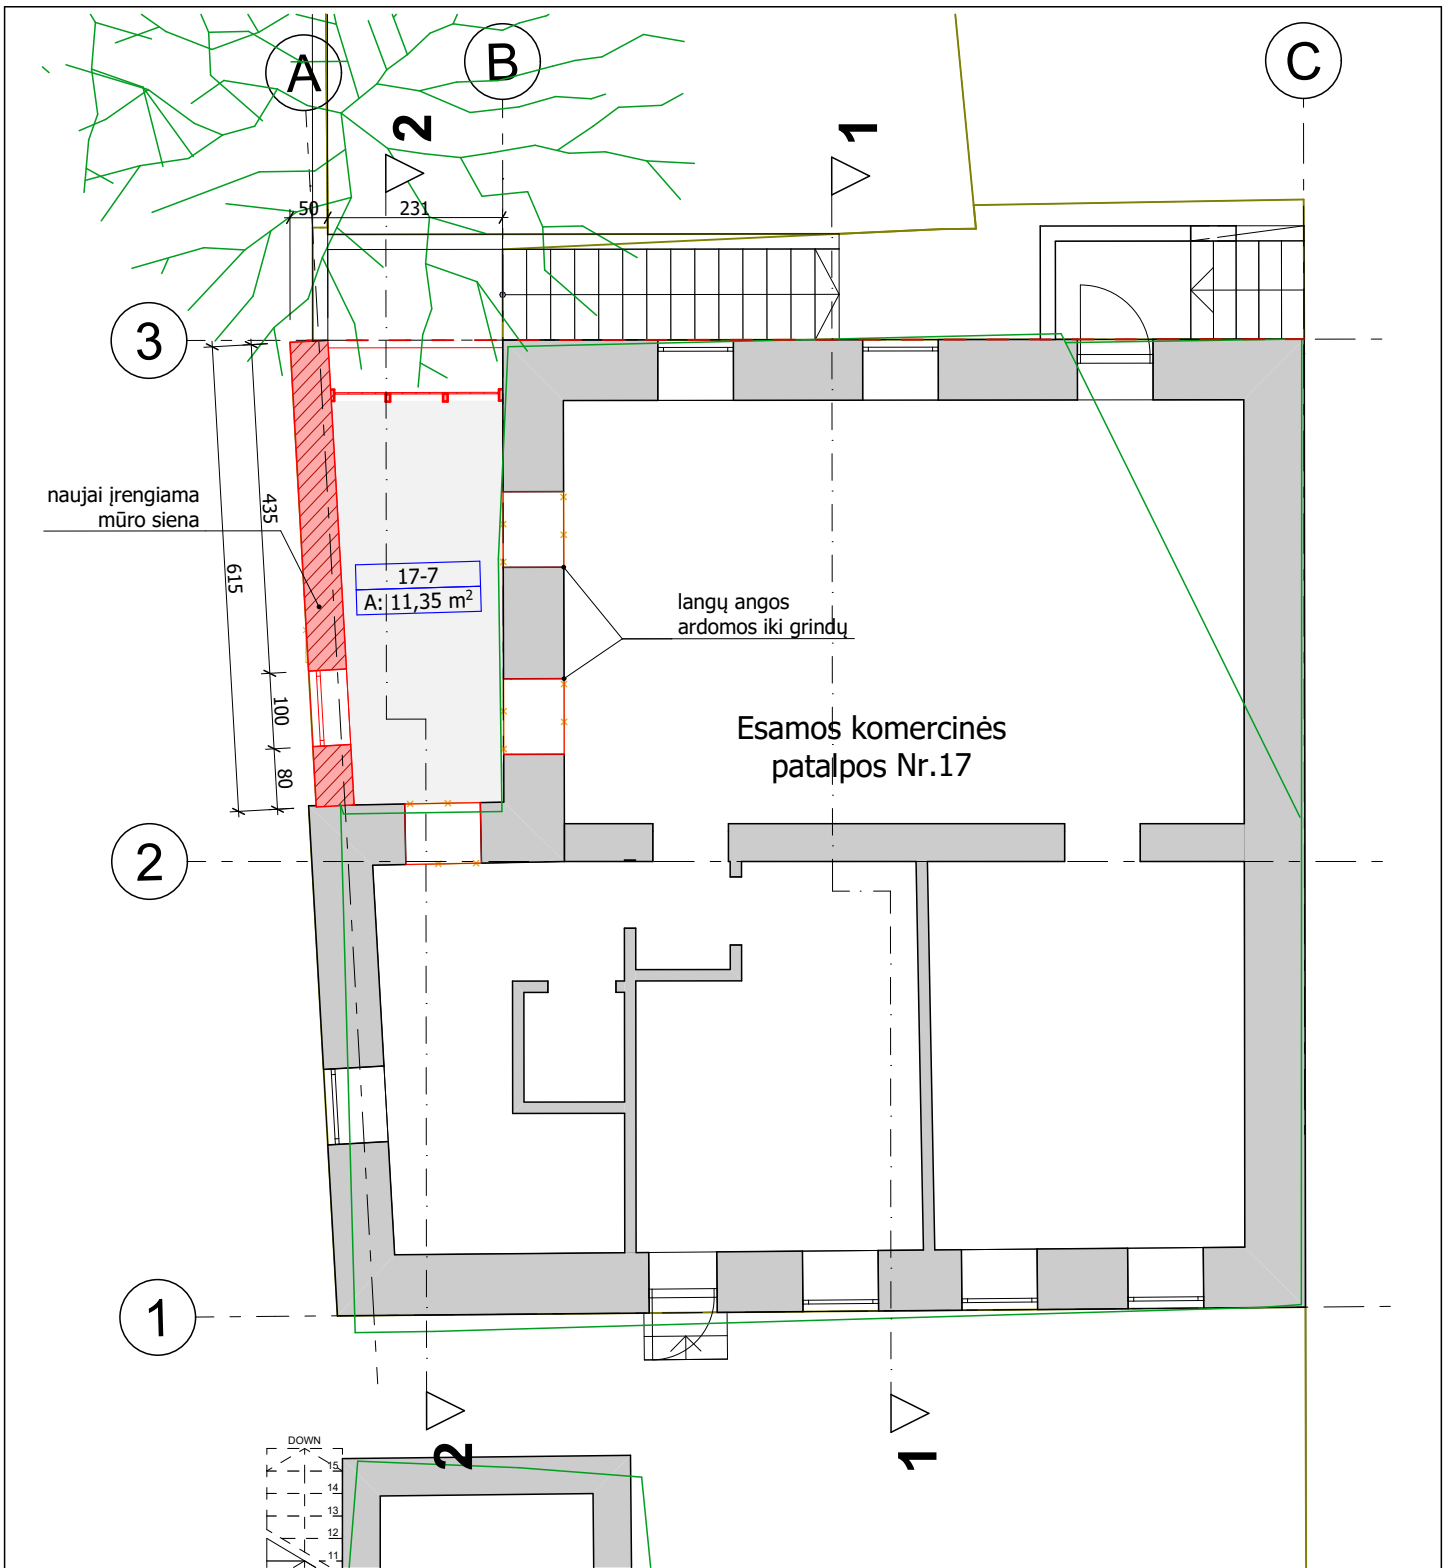 A
B
C
2
1
50
231
3
naujai įrengiama
mūro siena
435
615
17-7
A: 11,35 m²
langų angos
ardomos iki grindų
100
80
Esamos komercinės
patalpos Nr.17
2
1
2
1
DOWN
15
14
13
12
11